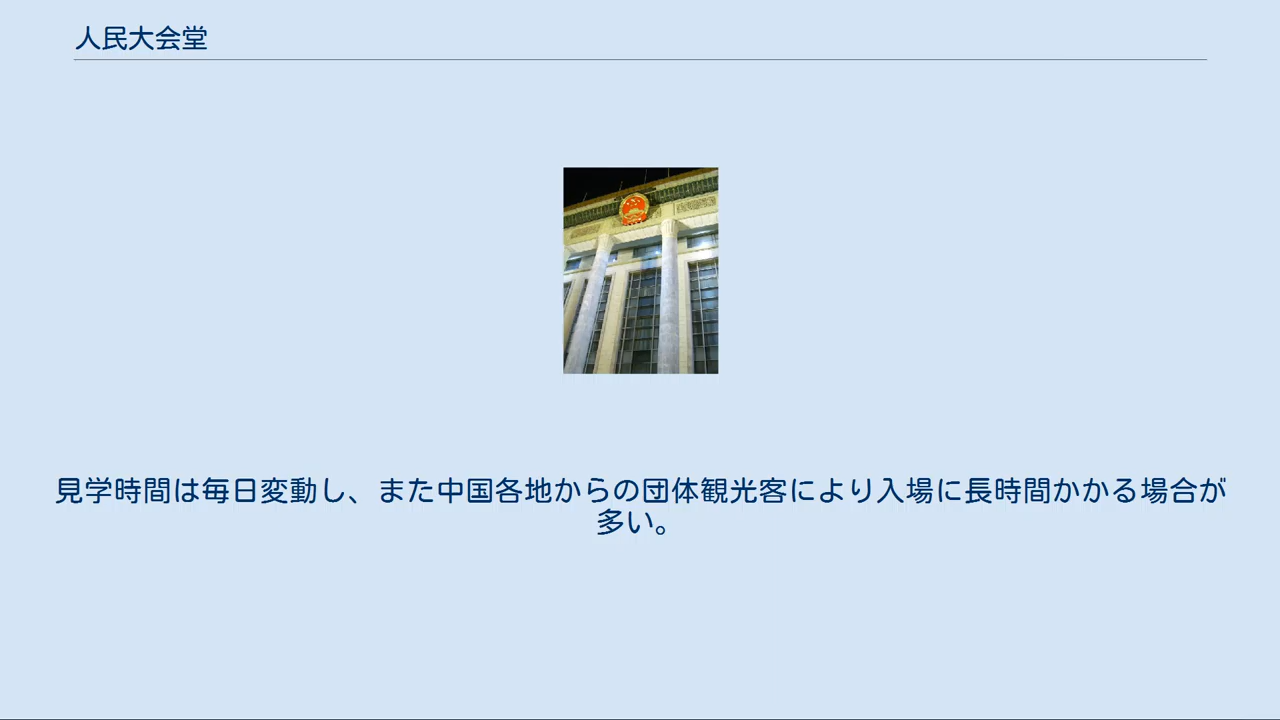 人民大会堂
見学時間は毎日変動し、また中国各地からの団体観光客により入場に長時間かかる場合が
多い。